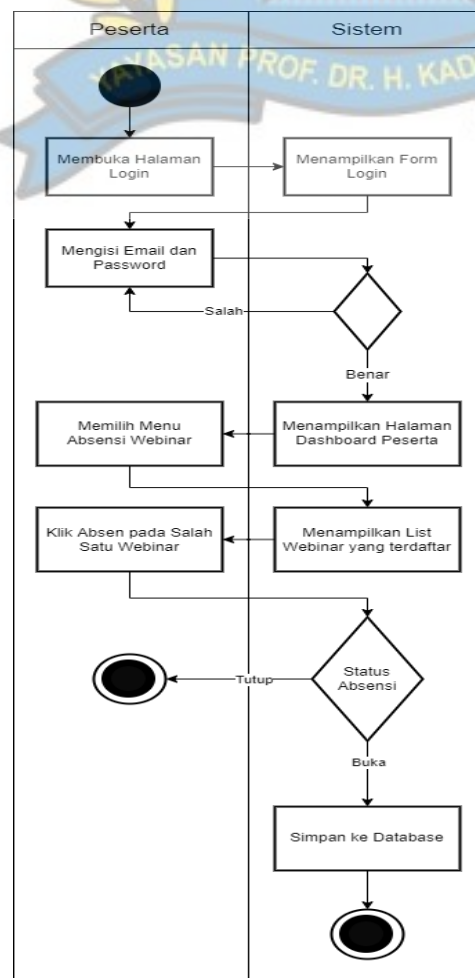 Peserta
Sistem
YAYASAN PROF. DR. H. KAD
Membuka Halaman
Login
Menampilkan Form
Login
Mengisi Email dan
Password
Salah
Benar
Memilih Menu
Absensi Webinar
Menampilkan Halaman
Dashboard Peserta
Klik Absen pada Salah
Satu Webinar
Menampilkan List
Webinar yang terdaftar
Status
Absensi
Tutup
Buka
Simpan ke Database